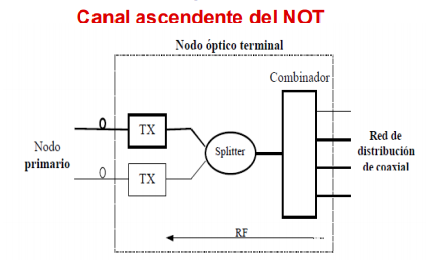 Canal ascendente del NOT
Nodo óptico terminal
Combinador
TX
Nodo
primario
Splitter
Red de
distribución
de coaxial
TX
RF